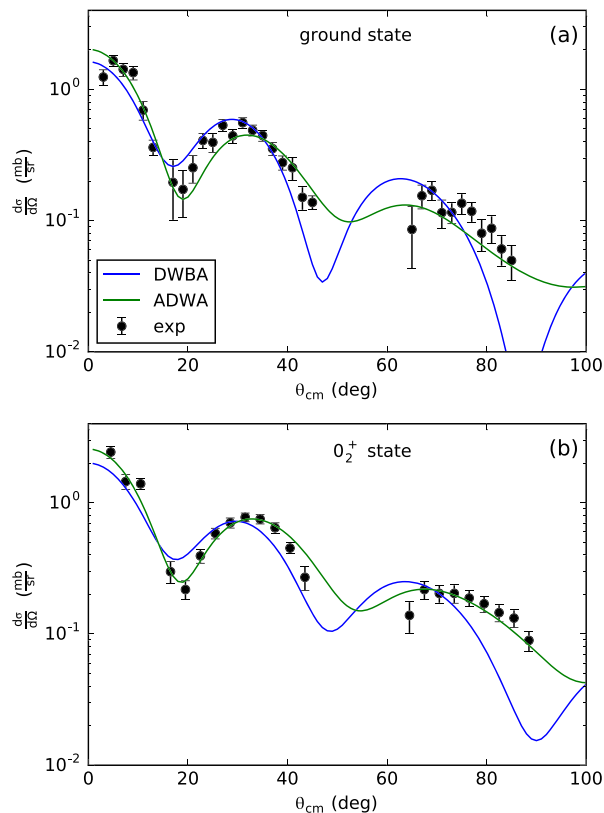 (a)
ground state
10⁰
10⁻¹
10⁻²
dσ/dΩ (mb/sr)
DWBA
ADWA
exp
0 20 40 60 80 100
θcm (deg)
(b)
0₂⁺ state
10⁰
10⁻¹
10⁻²
dσ/dΩ (mb/sr)
0 20 40 60 80 100
θcm (deg)